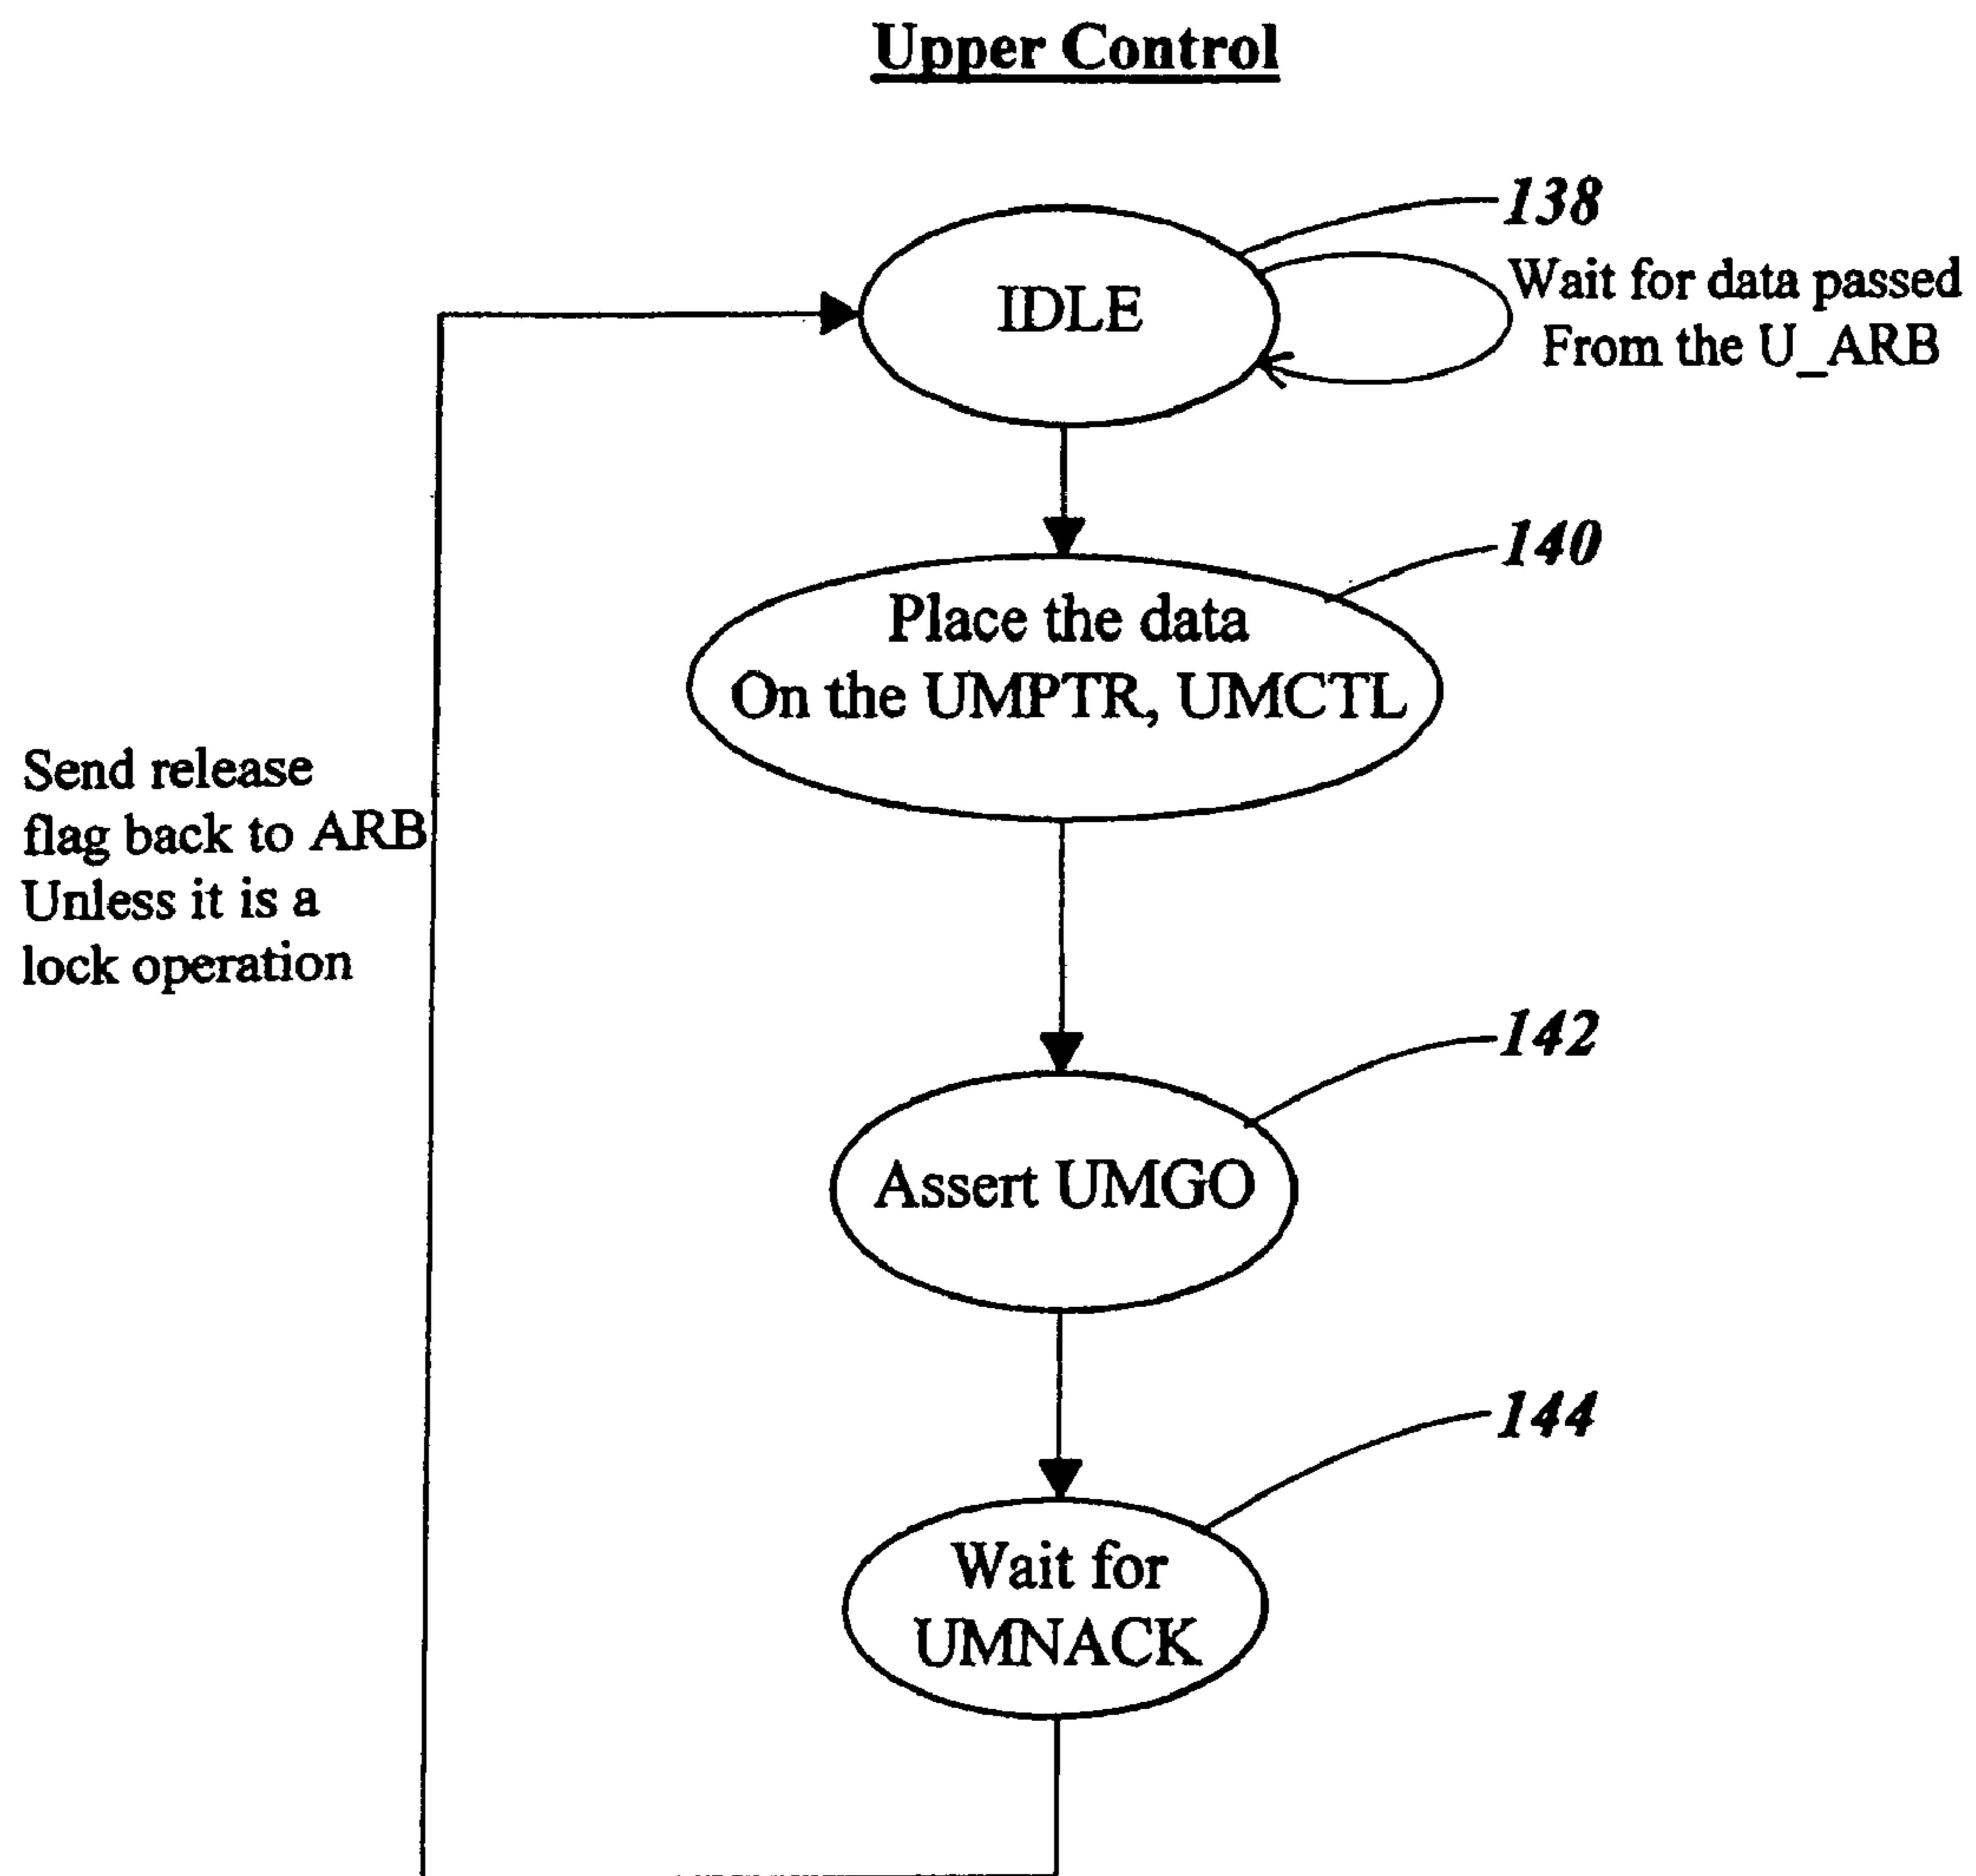 Upper Control
138
IDLE
Wait for data passed
From the U_ARB
140
Place the data
On the UMPTR, UMCTL
Send release
flag back to ARB
Unless it is a
lock operation
142
Assert UMGO
144
Wait for
UMNACK